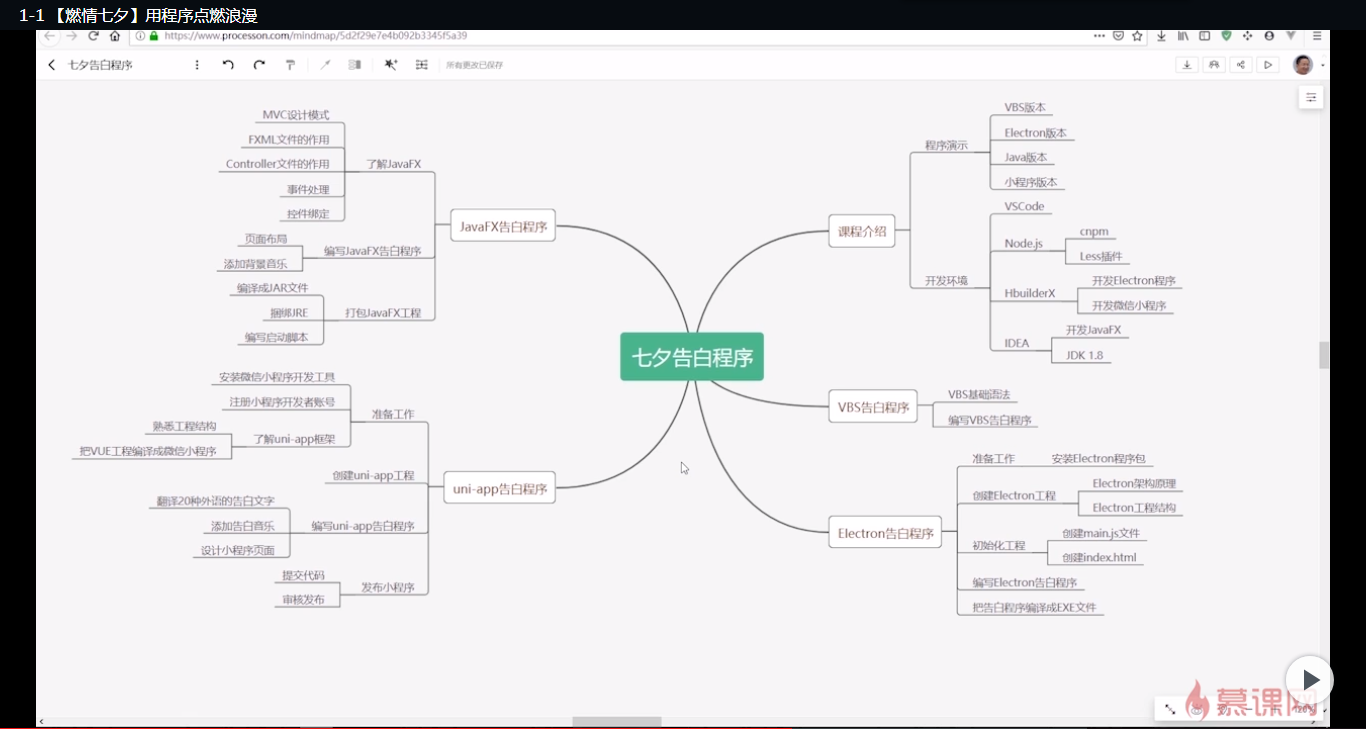 1-1 【燃情七夕】用程序点燃浪漫
https://www.processon.com/mindmap/5d2f29e7e4b092b3345f5a39
七夕告白程序
所有更改已保存
七夕告白程序
JavaFX告白程序
了解JavaFX
MVC设计模式
FXML文件的作用
Controller文件的作用
事件处理
控件绑定
编写JavaFX告白程序
页面布局
添加背景音乐
打包JavaFX工程
编译成JAR文件
捆绑JRE
编写启动脚本
uni-app告白程序
准备工作
安装微信小程序开发工具
注册小程序开发者账号
了解uni-app框架
熟悉工程结构
把VUE工程编译成微信小程序
创建uni-app工程
编写uni-app告白程序
翻译20种外语的告白文字
添加告白音乐
设计小程序页面
发布小程序
提交代码
审核发布
课程介绍
程序演示
VBS版本
Electron版本
Java版本
小程序版本
开发环境
VSCode
Node.js
cnpm
Less插件
HbuilderX
开发Electron程序
开发微信小程序
IDEA
开发JavaFX
JDK 1.8
VBS告白程序
VBS基础语法
编写VBS告白程序
Electron告白程序
准备工作
安装Electron程序包
创建Electron工程
Electron架构原理
Electron工程结构
初始化工程
创建main.js文件
创建index.html
编写Electron告白程序
把告白程序编译成EXE文件
慕课网